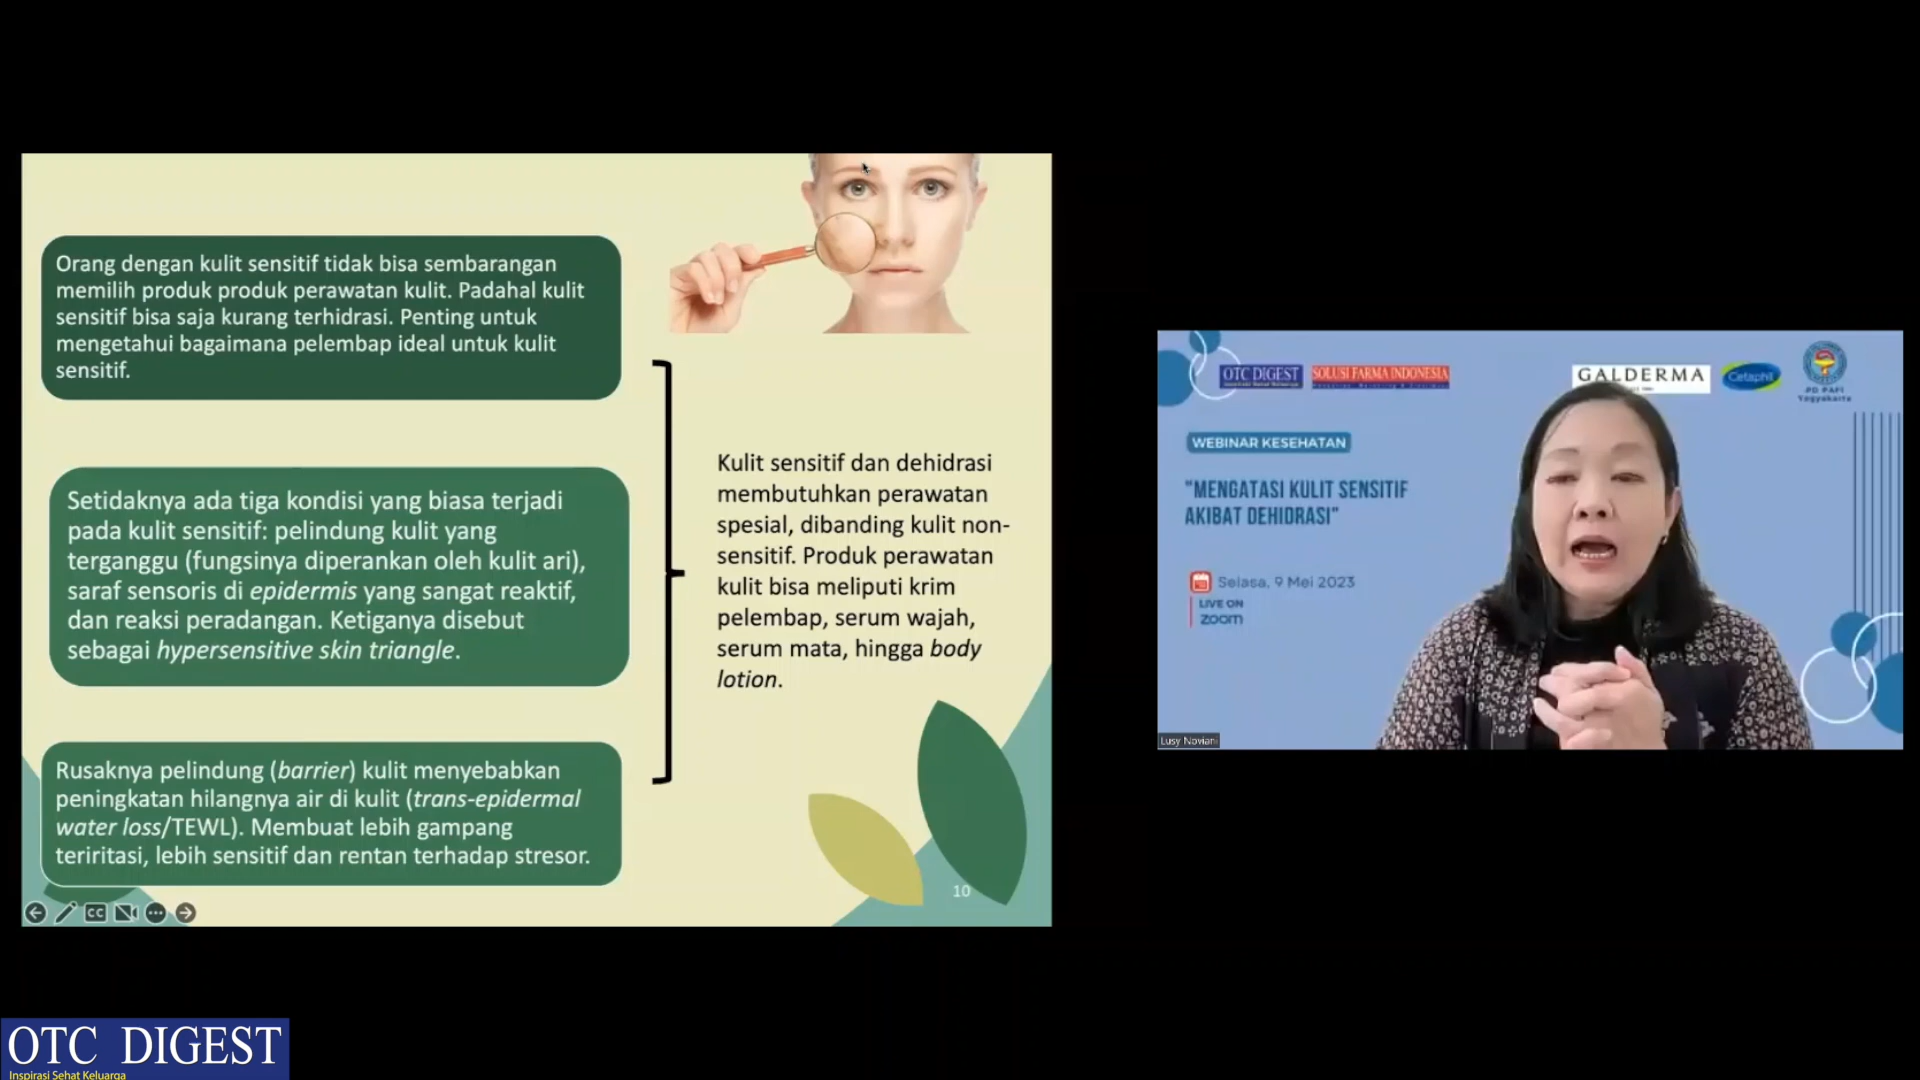 Orang dengan kulit sensitif tidak bisa sembarangan
memilih produk produk perawatan kulit. Padahal kulit
sensitif bisa saja kurang terhidrasi. Penting untuk
mengetahui bagaimana pelembap ideal untuk kulit
sensitif.
Setidaknya ada tiga kondisi yang biasa terjadi
pada kulit sensitif: pelindung kulit yang
terganggu (fungsinya diperankan oleh kulit ari),
saraf sensoris di epidermis yang sangat reaktif,
dan reaksi peradangan. Ketiganya disebut
sebagai hypersensitive skin triangle.
Rusaknya pelindung (barrier) kulit menyebabkan
peningkatan hilangnya air di kulit (trans-epidermal
water loss/TEWL). Membuat lebih gampang
teriritasi, lebih sensitif dan rentan terhadap stresor.
Kulit sensitif dan dehidrasi
membutuhkan perawatan
spesial, dibanding kulit non-
sensitif. Produk perawatan
kulit bisa meliputi krim
pelembap, serum wajah,
serum mata, hingga body
lotion.
10
CC
OTC DIGEST
SOLUSI FARMA INDONESIA
GALDERMA
Cetaphil
PD PAFI
Yogyakarta
WEBINAR KESEHATAN
"MENGATASI KULIT SENSITIF
AKIBAT DEHIDRASI"
Selasa, 9 Mei 2023
LIVE ON
zoom
Lusy Noviani
OTC DIGEST
Inspirasi Sehat Keluarga